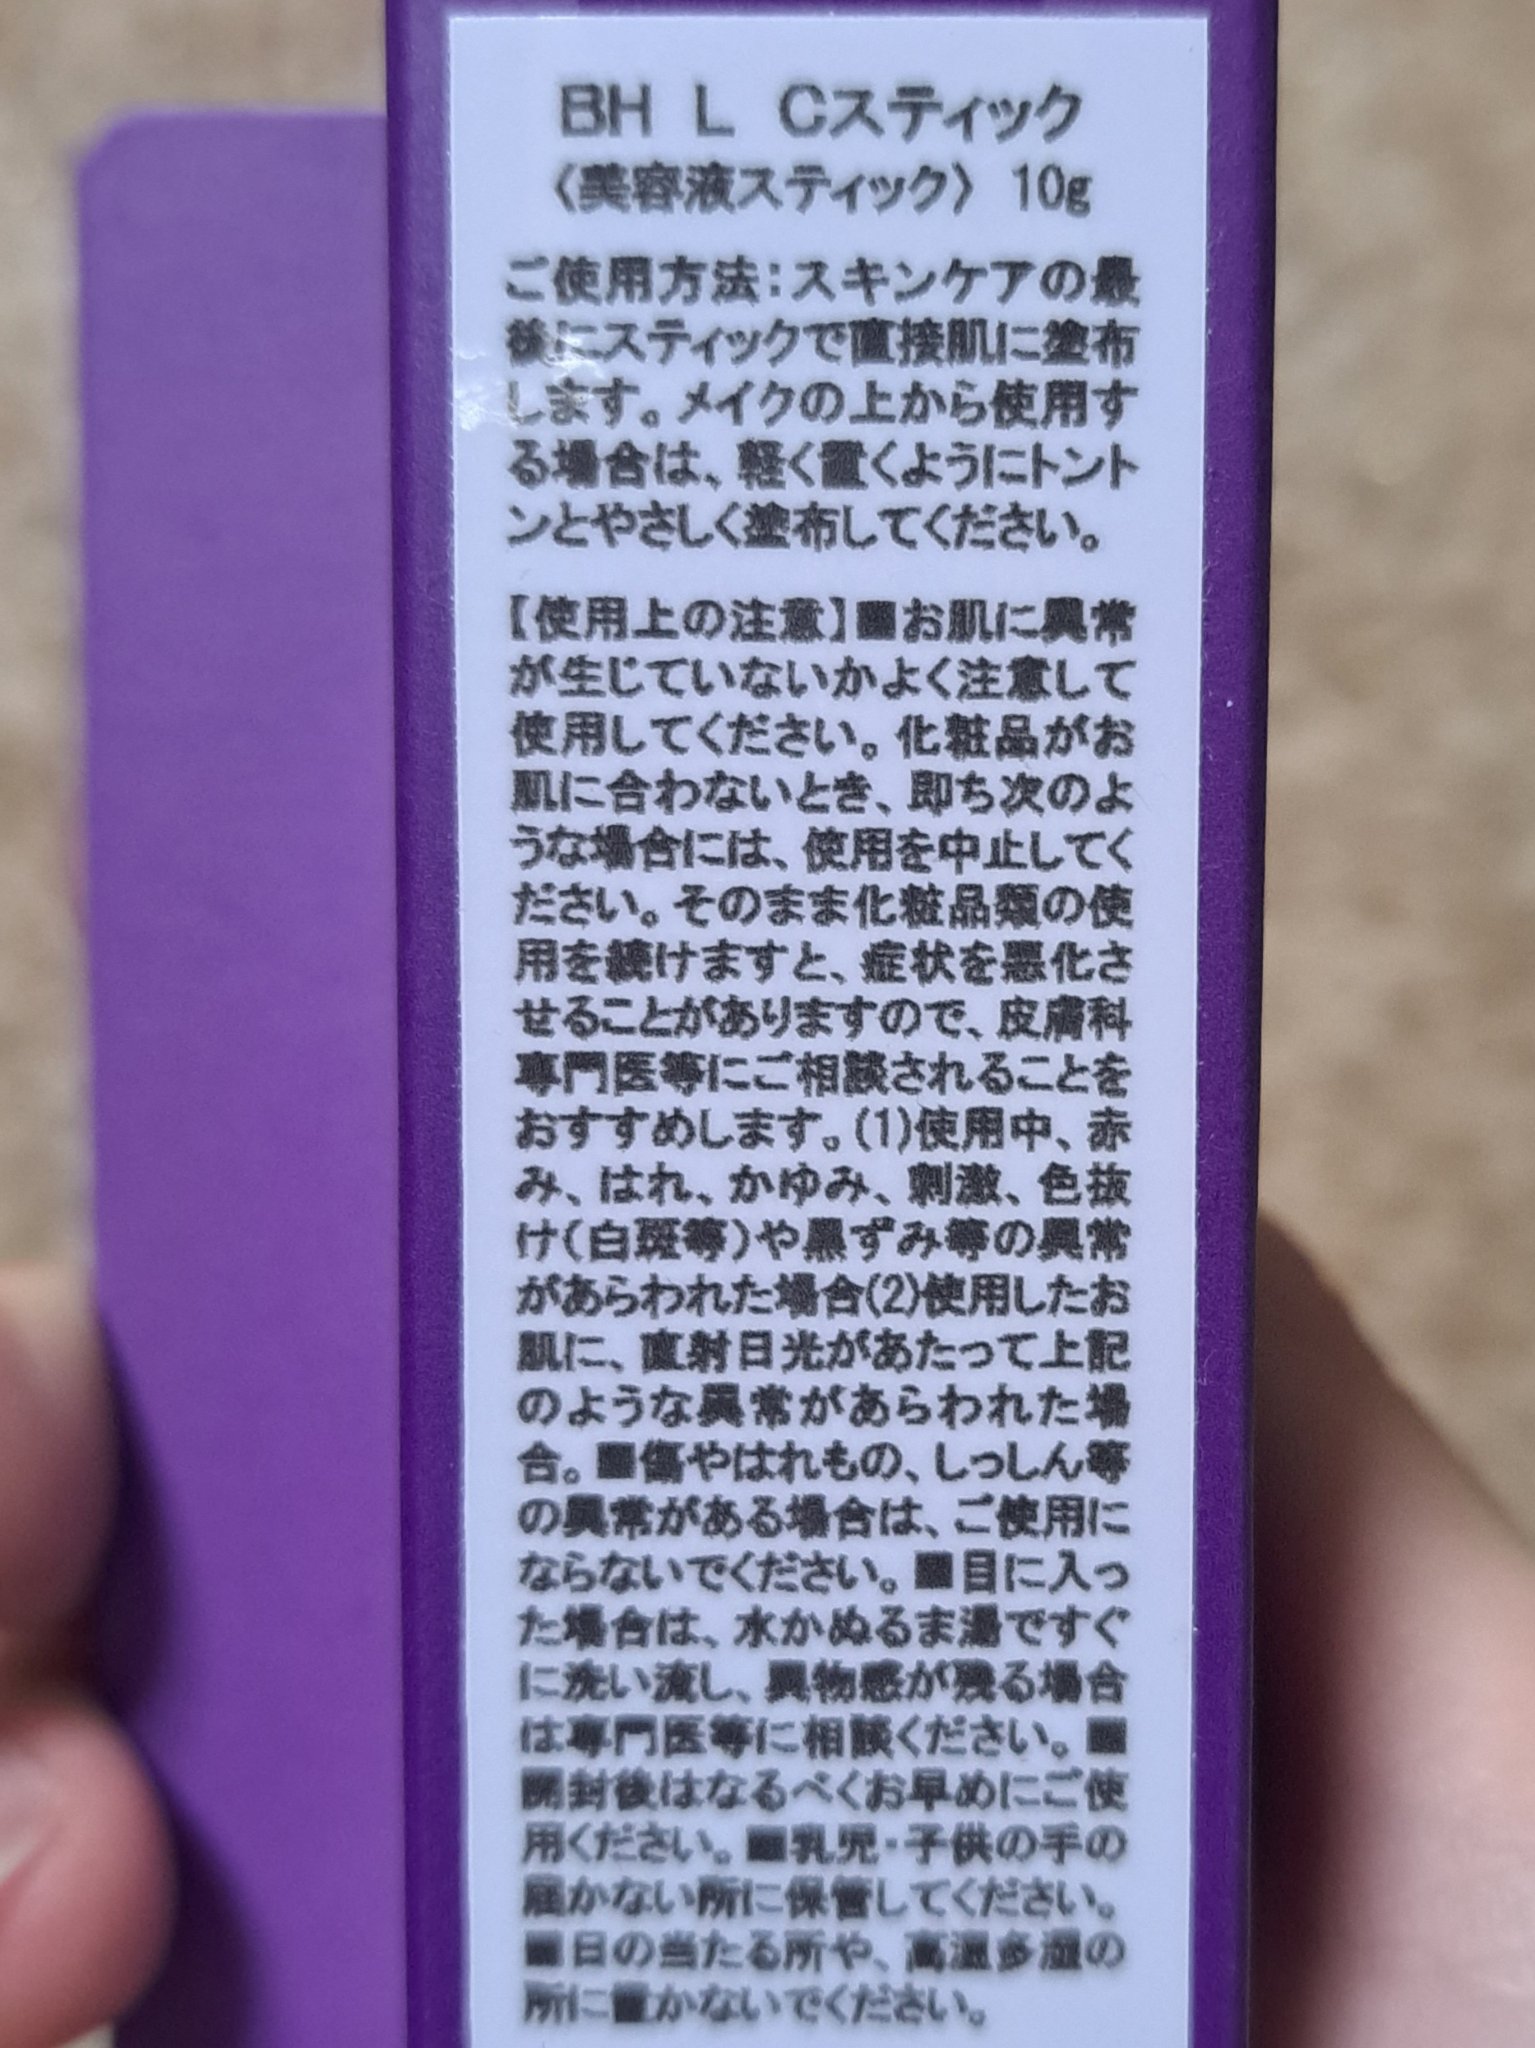 BH L Cスティック
〈美容液スティック〉 10g
ご使用方法：スキンケアの最
後にスティックで直接肌に塗布
します。メイクの上から使用す
る場合は、軽く置くようにトント
ンとやさしく塗布してください。
【使用上の注意】■お肌に異常
が生じていないかよく注意して
使用してください。化粧品がお
肌に合わないとき、即ち次のよ
うな場合には、使用を中止してく
ださい。そのまま化粧品類の使
用を続けますと、症状を悪化さ
せることがありますので、皮膚科
専門医等にご相談されることを
おすすめします。(1)使用中、赤
み、はれ、かゆみ、刺激、色抜
け（白斑等）や黒ずみ等の異常
があらわれた場合(2)使用したお
肌に、直射日光があたって上記
のような異常があらわれた場
合。■傷やはれもの、しっしん等
の異常がある場合は、ご使用に
ならないでください。■目に入っ
た場合は、水かぬるま湯ですぐ
に洗い流し、異物感が残る場合
は専門医等に相談ください。■
開封後はなるべくお早めにご使
用ください。■乳児・子供の手の
届かない所に保管してください。
■日の当たる所や、高温多湿の
所に置かないでください。